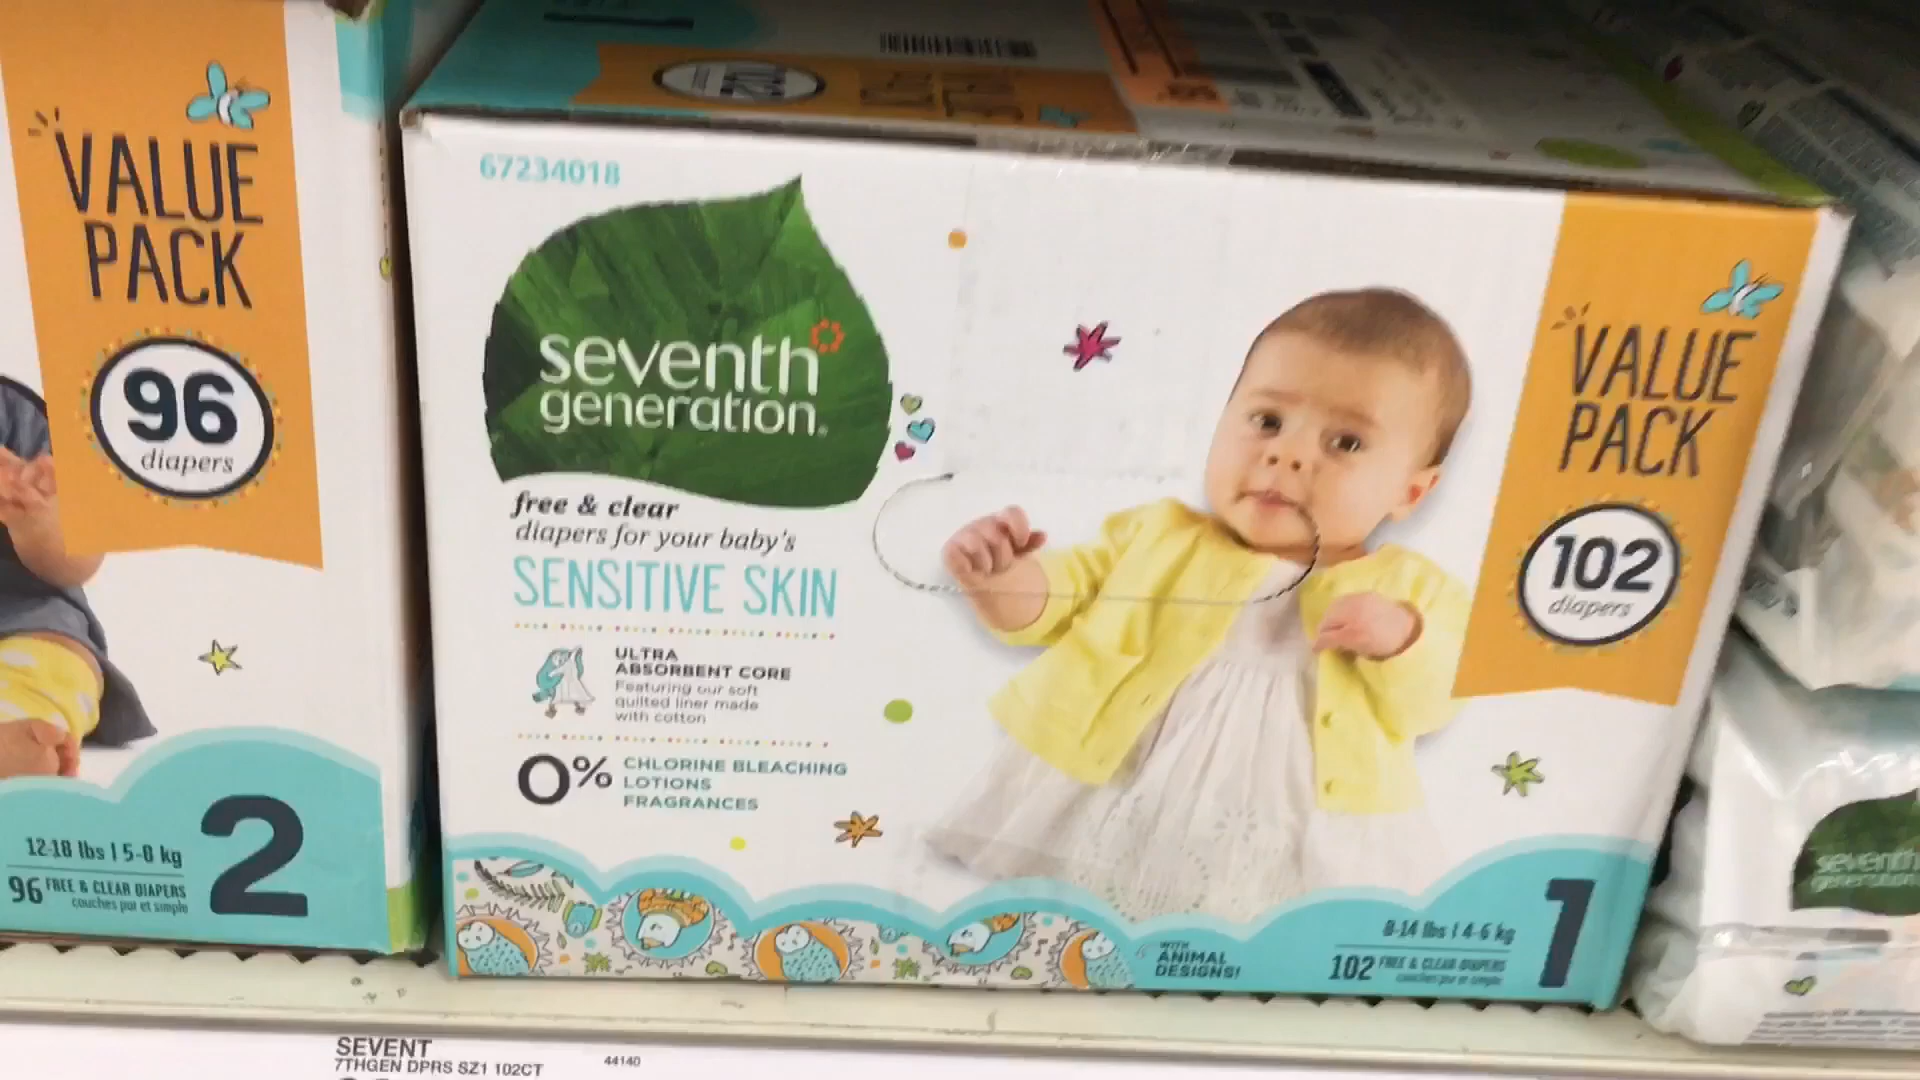 VALUE
PACK
96
diapers
12-18 lbs | 5-8 kg
96 FREE & CLEAR DIAPERS
couches pur et simple
2
67234018
seventh
generation
free & clear
diapers for your baby's
SENSITIVE SKIN
ULTRA
ABSORBENT CORE
Featuring our soft
quilted liner made
with cotton
0% CHLORINE BLEACHING
LOTIONS
FRAGRANCES
WITH
ANIMAL
DESIGNS!
VALUE
PACK
102
diapers
8-14 lbs | 4-6 kg
102 FREE & CLEAR DIAPERS
couches pur et simple
1
seventh
generation
SEVENT
7THGEN DPRS SZ1 102CT
44140